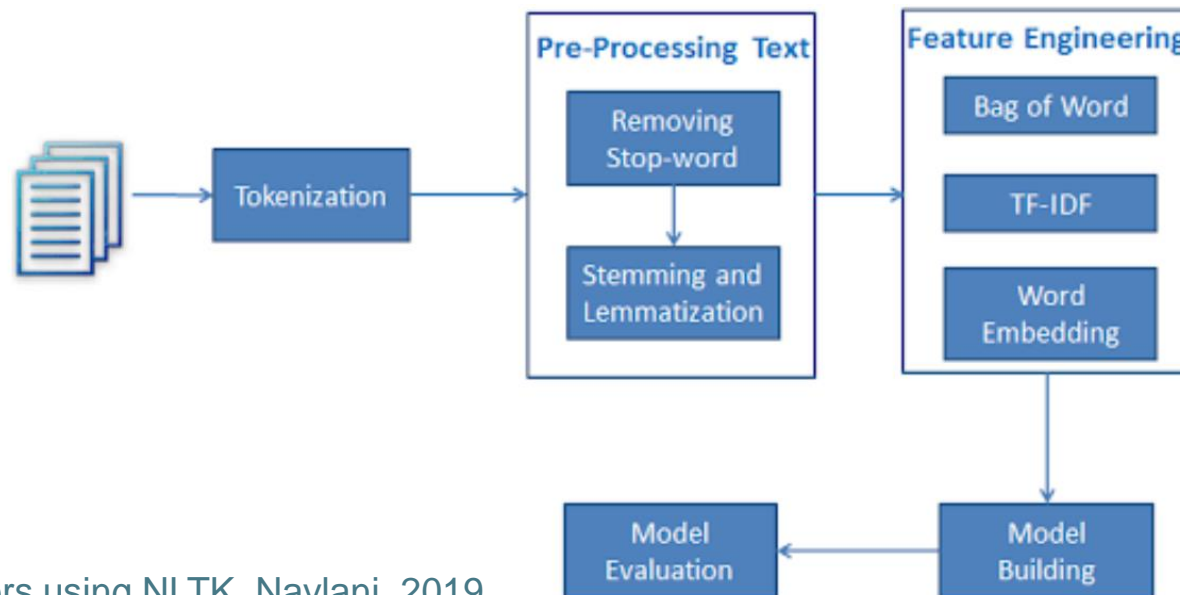 Tokenization
Pre-Processing Text
Removing
Stop-word
Stemming and
Lemmatization
Feature Engineering
Bag of Word
TF-IDF
Word
Embedding
Model
Building
Model
Evaluation
using NLTK, Navlani, 2019